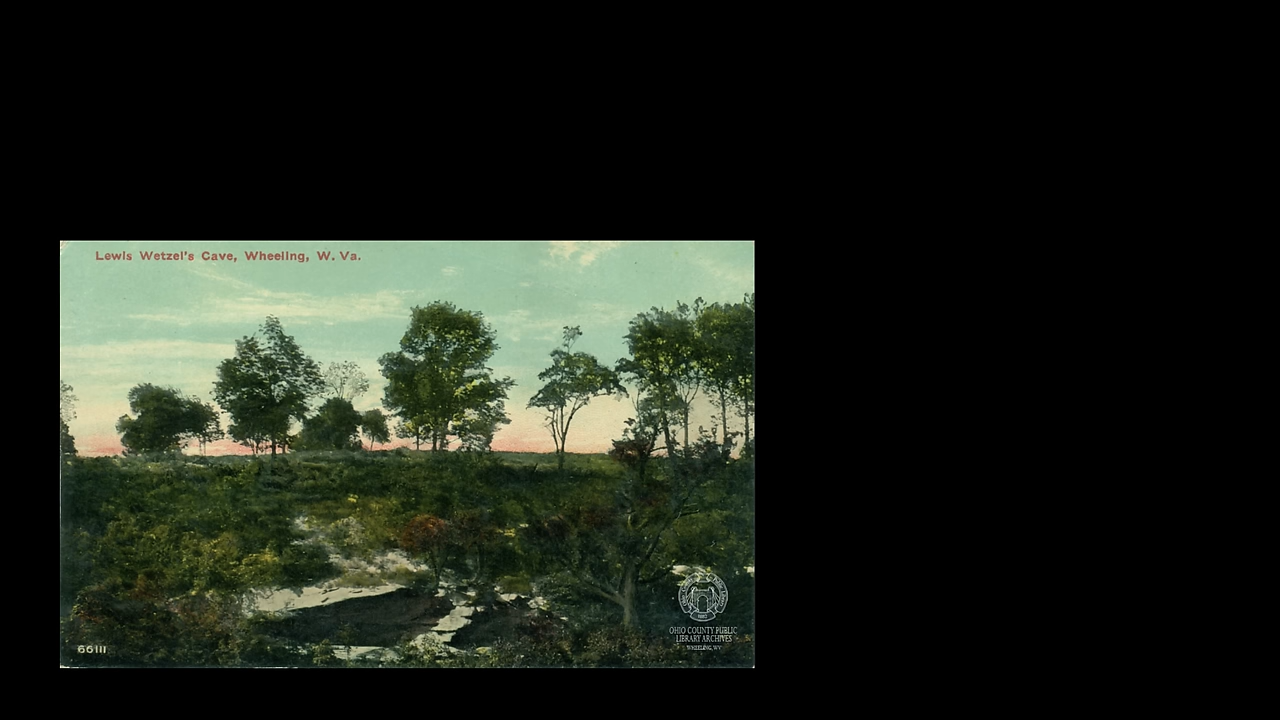 Lewis Wetzel's Cave, Wheeling, W. Va.
66111
OHIO COUNTY PUBLIC
LIBRARY ARCHIVES
WHEELING, WV